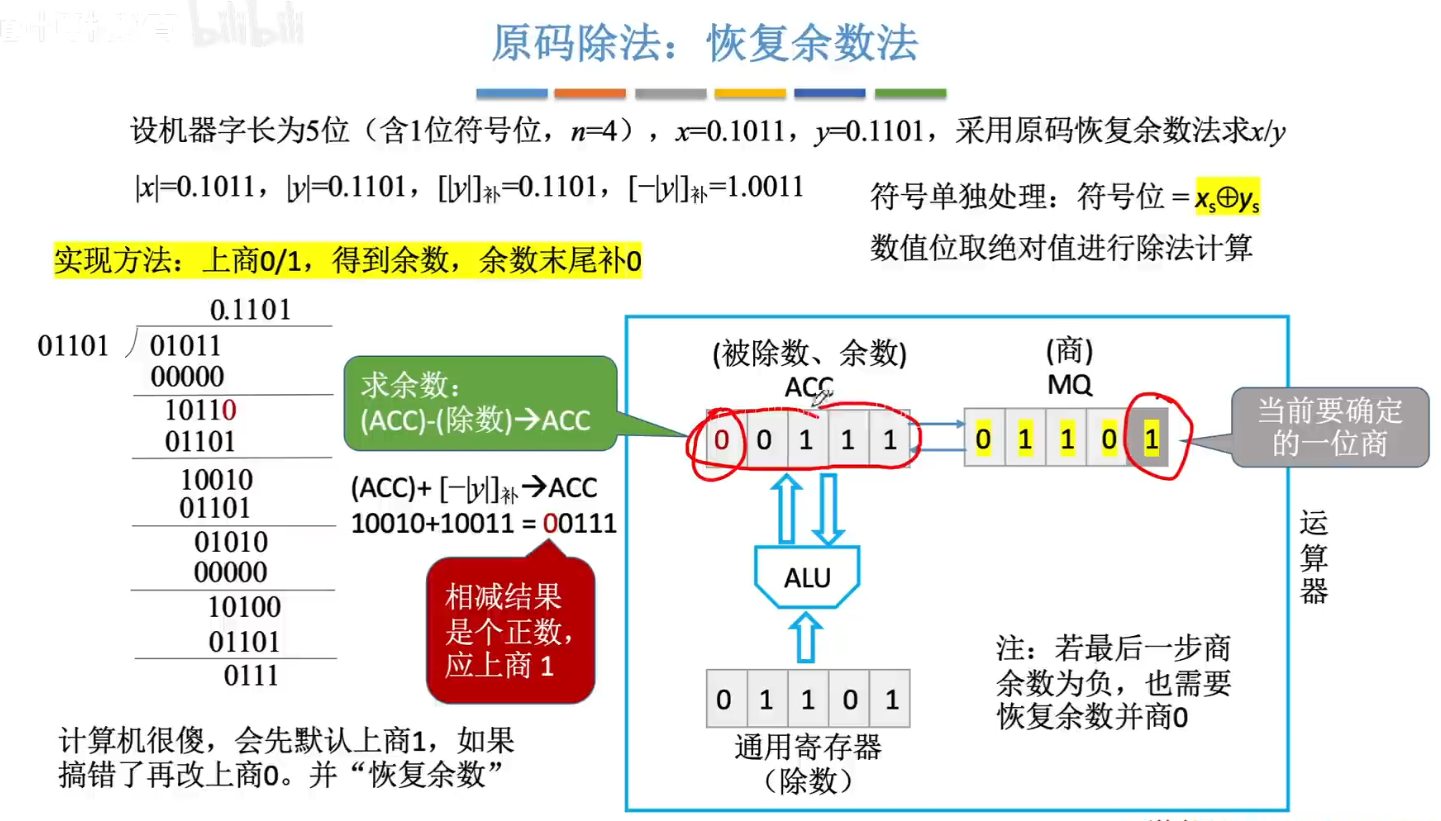 bilibili
原码除法：恢复余数法
设机器字长为5位（含1位符号位，n=4），x=0.1011，y=0.1101，采用原码恢复余数法求x/y
|x|=0.1011，|y|=0.1101，[|y|]补=0.1101，[−|y|]补=1.0011
符号单独处理：符号位 = xs⊕ys
数值位取绝对值进行除法计算
实现方法：上商0/1，得到余数，余数末尾补0
0.1101
01101
01011
00000
10110
01101
10010
01101
01010
00000
10100
01101
0111
求余数：
(ACC)-(除数)→ACC
(ACC)+ [−|y|]补→ACC
10010+10011 = 00111
相减结果
是个正数，
应上商 1
计算机很傻，会先默认上商1，如果
搞错了再改上商0。并“恢复余数”
(被除数、余数)
ACC
(商)
MQ
0 0 1 1 1
0 1 1 0 1
当前要确定
的一位商
ALU
0 1 1 0 1
通用寄存器
（除数）
运
算
器
注：若最后一步商
余数为负，也需要
恢复余数并商0